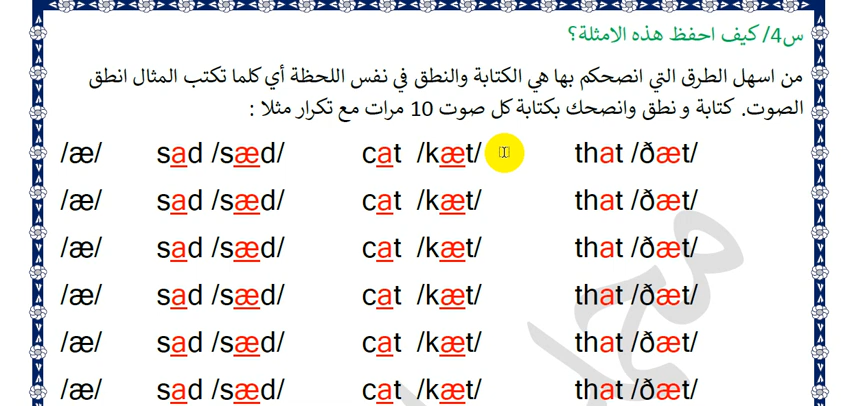 س4/ كيف احفظ هذه الامثلة؟
من اسهل الطرق التي انصحكم بها هي الكتابة والنطق في نفس اللحظة أي كلما تكتب المثال انطق
الصوت. كتابة و نطق وانصحك بكتابة كل صوت 10 مرات مع تكرار مثلا :
/æ/ sad /sæd/ cat /kæt/ that /ðæt/
/æ/ sad /sæd/ cat /kæt/ that /ðæt/
/æ/ sad /sæd/ cat /kæt/ that /ðæt/
/æ/ sad /sæd/ cat /kæt/ that /ðæt/
/æ/ sad /sæd/ cat /kæt/ that /ðæt/
/æ/ sad /sæd/ cat /kæt/ that /ðæt/